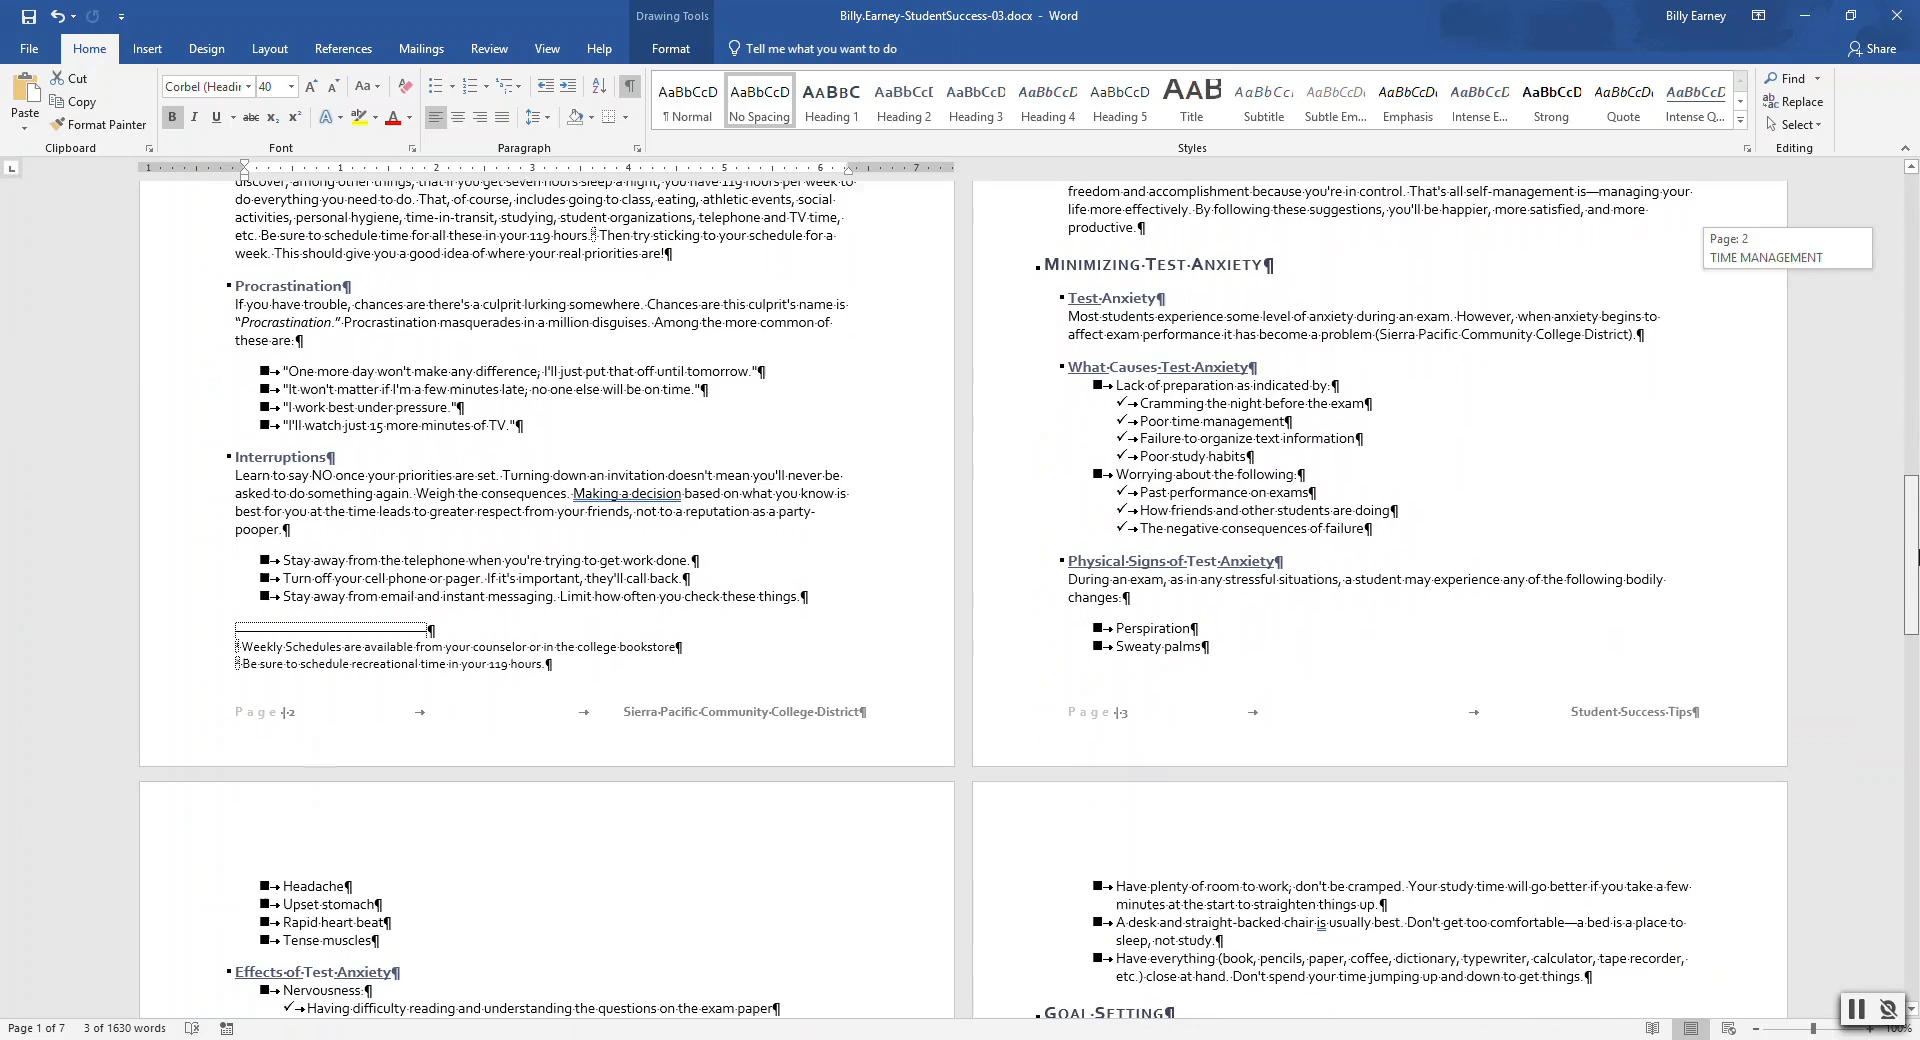 Drawing Tools
Billy.Earney-StudentSuccess-03.docx - Word
Billy Earney
File Home Insert Design Layout References Mailings Review View Help Format Tell me what you want to do Share
Paste Cut Copy Format Painter
Clipboard
Corbel (Headin 40
Font
Paragraph
AaBbCcD AaBbCcD AaBbC AaBbCcI AaBbCcD AaBbCcD AaBbCcD AaB AaBbCcI AaBbCcDi AaBbCcDi AaBbCcD AaBbCcD AaBbCcDi AaBbCcD
¶ Normal No Spacing Heading 1 Heading 2 Heading 3 Heading 4 Heading 5 Title Subtitle Subtle Em... Emphasis Intense E... Strong Quote Intense Q...
Styles
Find
Replace
Select
Editing
1 1 2 3 4 5 6 7
discover, among other things, that if you get seven hours sleep a night, you have 119 hours per week to
do everything you need to do. That, of course, includes going to class, eating, athletic events, social
activities, personal hygiene, time-in-transit, studying, student organizations, telephone and TV time,
etc. Be sure to schedule time for all these in your 119 hours. Then try sticking to your schedule for a
week. This should give you a good idea of where your real priorities are!¶
Procrastination¶
If you have trouble, chances are there's a culprit lurking somewhere. Chances are this culprit's name is
“Procrastination.” Procrastination masquerades in a million disguises. Among the more common of
these are:¶
"One more day won't make any difference; I'll just put that off until tomorrow."¶
"It won't matter if I'm a few minutes late; no one else will be on time."¶
"I work best under pressure."¶
"I'll watch just 15 more minutes of TV."¶
Interruptions¶
Learn to say NO once your priorities are set. Turning down an invitation doesn't mean you'll never be
asked to do something again. Weigh the consequences. Making a decision based on what you know is
best for you at the time leads to greater respect from your friends, not to a reputation as a party-
pooper.¶
Stay away from the telephone when you're trying to get work done.¶
Turn off your cell phone or pager. If it's important, they'll call back.¶
Stay away from email and instant messaging. Limit how often you check these things.¶
¶
Weekly Schedules are available from your counselor or in the college bookstore¶
Be sure to schedule recreational time in your 119 hours.¶
Page | 2 Sierra Pacific Community College District¶
freedom and accomplishment because you're in control. That's all self-management is—managing your
life more effectively. By following these suggestions, you'll be happier, more satisfied, and more
productive.¶
Page: 2
TIME MANAGEMENT
MINIMIZING TEST ANXIETY¶
Test Anxiety¶
Most students experience some level of anxiety during an exam. However, when anxiety begins to
affect exam performance it has become a problem (Sierra Pacific Community College District).¶
What Causes Test Anxiety¶
Lack of preparation as indicated by:¶
Cramming the night before the exam¶
Poor time management¶
Failure to organize text information¶
Poor study habits¶
Worrying about the following:¶
Past performance on exams¶
How friends and other students are doing¶
The negative consequences of failure¶
Physical Signs of Test Anxiety¶
During an exam, as in any stressful situations, a student may experience any of the following bodily
changes:¶
Perspiration¶
Sweaty palms¶
Page | 3 Student Success Tips¶
Headache¶
Upset stomach¶
Rapid heart beat¶
Tense muscles¶
Effects of Test Anxiety¶
Nervousness:¶
Having difficulty reading and understanding the questions on the exam paper¶
Have plenty of room to work; don't be cramped. Your study time will go better if you take a few
minutes at the start to straighten things up.¶
A desk and straight-backed chair is usually best. Don't get too comfortable—a bed is a place to
sleep, not study.¶
Have everything (book, pencils, paper, coffee, dictionary, typewriter, calculator, tape recorder,
etc.) close at hand. Don't spend your time jumping up and down to get things.¶
GOAL SETTING¶
Page 1 of 7 3 of 1630 words 100%